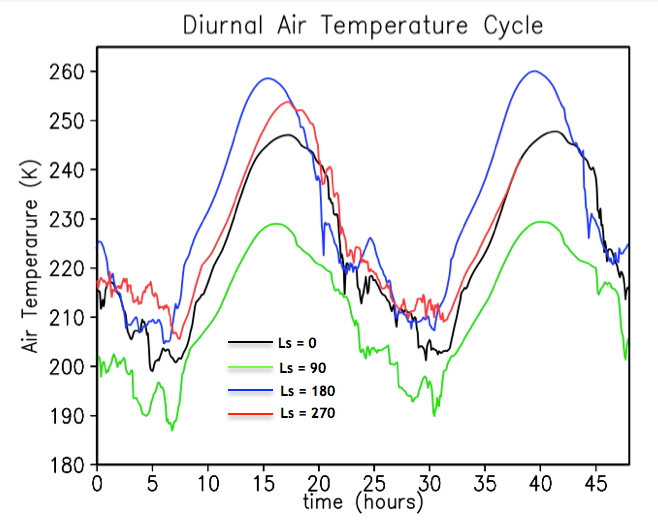 Diurnal Air Temperature Cycle
Air Temperarure (K)
260
250
240
230
220
210
200
190
180
Ls = 0
Ls = 90
Ls = 180
Ls = 270
0 5 10 15 20 25 30 35 40 45
time (hours)